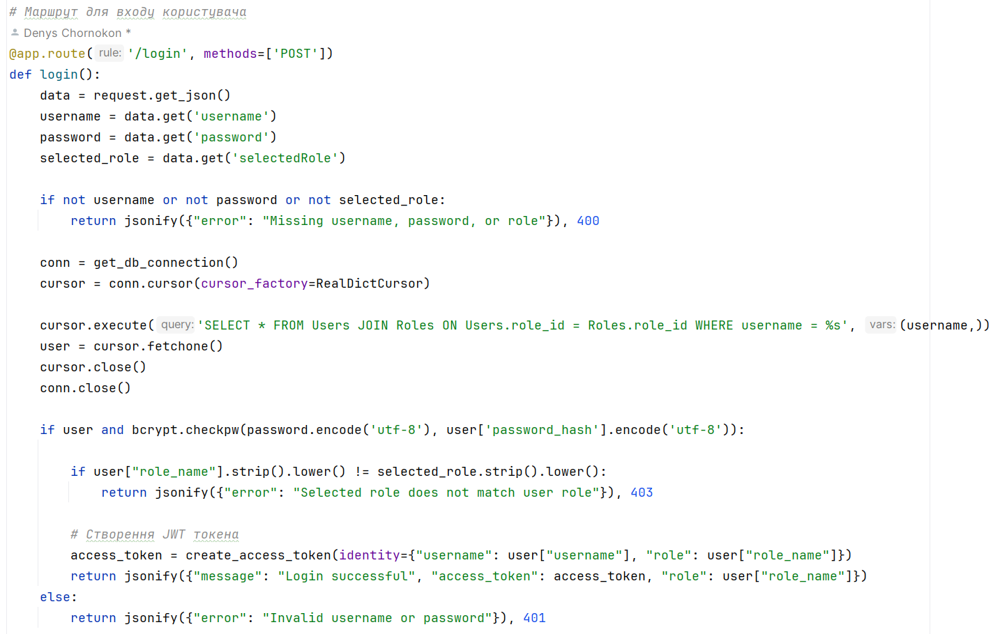 # Маршрут для входу користувача
Denys Chornokon *
@app.route( rule: '/login', methods=['POST'])
def login():
    data = request.get_json()
    username = data.get('username')
    password = data.get('password')
    selected_role = data.get('selectedRole')
    if not username or not password or not selected_role:
        return jsonify({"error": "Missing username, password, or role"}), 400
    conn = get_db_connection()
    cursor = conn.cursor(cursor_factory=RealDictCursor)
    cursor.execute( query: 'SELECT * FROM Users JOIN Roles ON Users.role_id = Roles.role_id WHERE username = %s', vars: (username,))
    user = cursor.fetchone()
    cursor.close()
    conn.close()
    if user and bcrypt.checkpw(password.encode('utf-8'), user['password_hash'].encode('utf-8')):
        if user["role_name"].strip().lower() != selected_role.strip().lower():
            return jsonify({"error": "Selected role does not match user role"}), 403
        # Створення JWT токена
        access_token = create_access_token(identity={"username": user["username"], "role": user["role_name"]})
        return jsonify({"message": "Login successful", "access_token": access_token, "role": user["role_name"]})
    else:
        return jsonify({"error": "Invalid username or password"}), 401